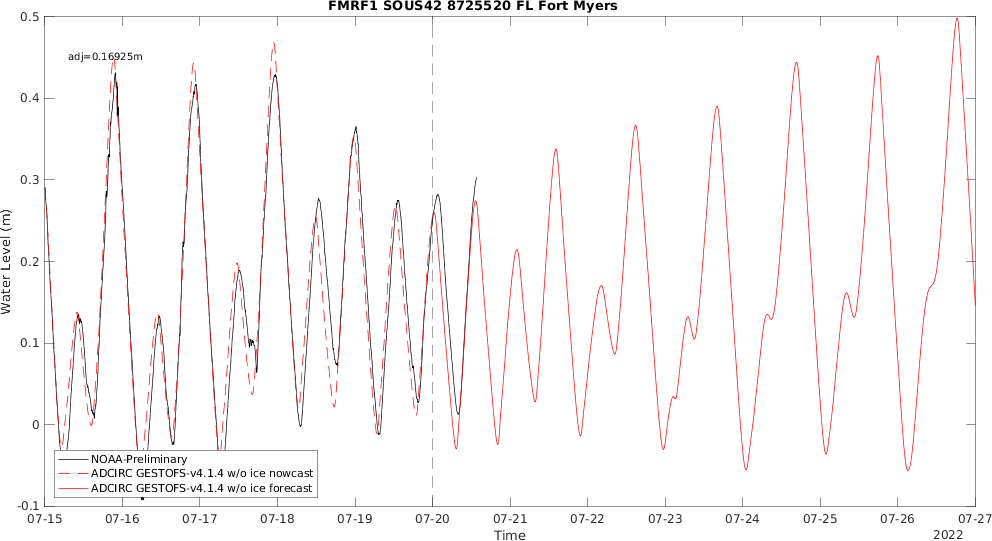 FMRF1 SOUS42 8725520 FL Fort Myers
0.5
adj=0.16925m
0.4
0.3
0.2
0.1
0
-0.1
Water Level (m)
NOAA-Preliminary
ADCIRC GESTOFS-v4.1.4 w/o ice nowcast
ADCIRC GESTOFS-v4.1.4 w/o ice forecast
07-15 07-16 07-17 07-18 07-19 07-20 07-21 07-22 07-23 07-24 07-25 07-26 07-27
Time
2022